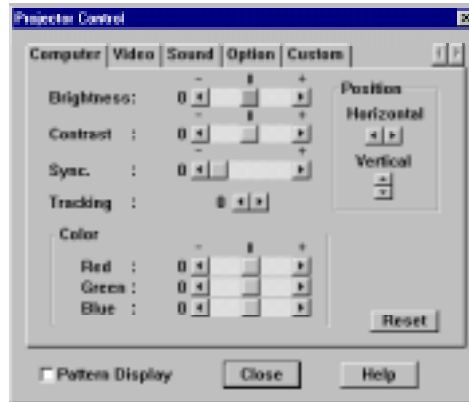 Projector Control
Computer Video Sound Option Custom
- +
Brightness: 0
Position
Horizontal
- +
Contrast : 0
- +
Sync. : 0
Vertical
Tracking : 0
Color
- +
Red : 0
Green : 0
Blue : 0
Reset
Pattern Display Close Help